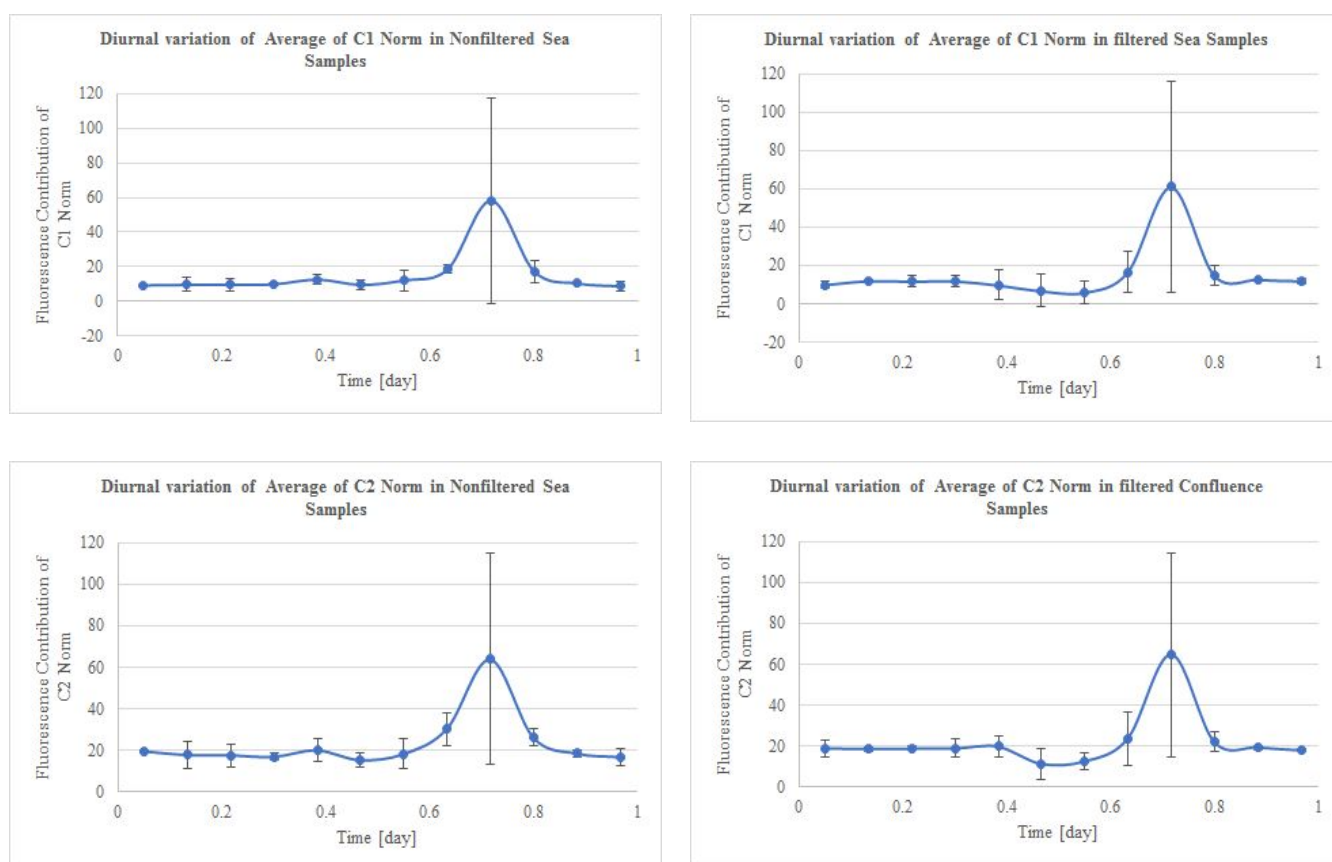 Diurnal variation of Average of C1 Norm in Nonfiltered Sea
Samples
Fluorescence Contribution of
C1 Norm
120
100
80
60
40
20
0
-20
0
0.2
0.4
0.6
0.8
1
Time [day]
Diurnal variation of Average of C1 Norm in filtered Sea Samples
Fluorescence Contribution of
C1 Norm
120
100
80
60
40
20
0
-20
0
0.2
0.4
0.6
0.8
1
Time [day]
Diurnal variation of Average of C2 Norm in Nonfiltered Sea
Samples
Fluorescence Contribution of
C2 Norm
120
100
80
60
40
20
0
0
0.2
0.4
0.6
0.8
1
Time [day]
Diurnal variation of Average of C2 Norm in filtered Confluence
Samples
Fluorescence Contribution of
C2 Norm
120
100
80
60
40
20
0
0
0.2
0.4
0.6
0.8
1
Time [day]